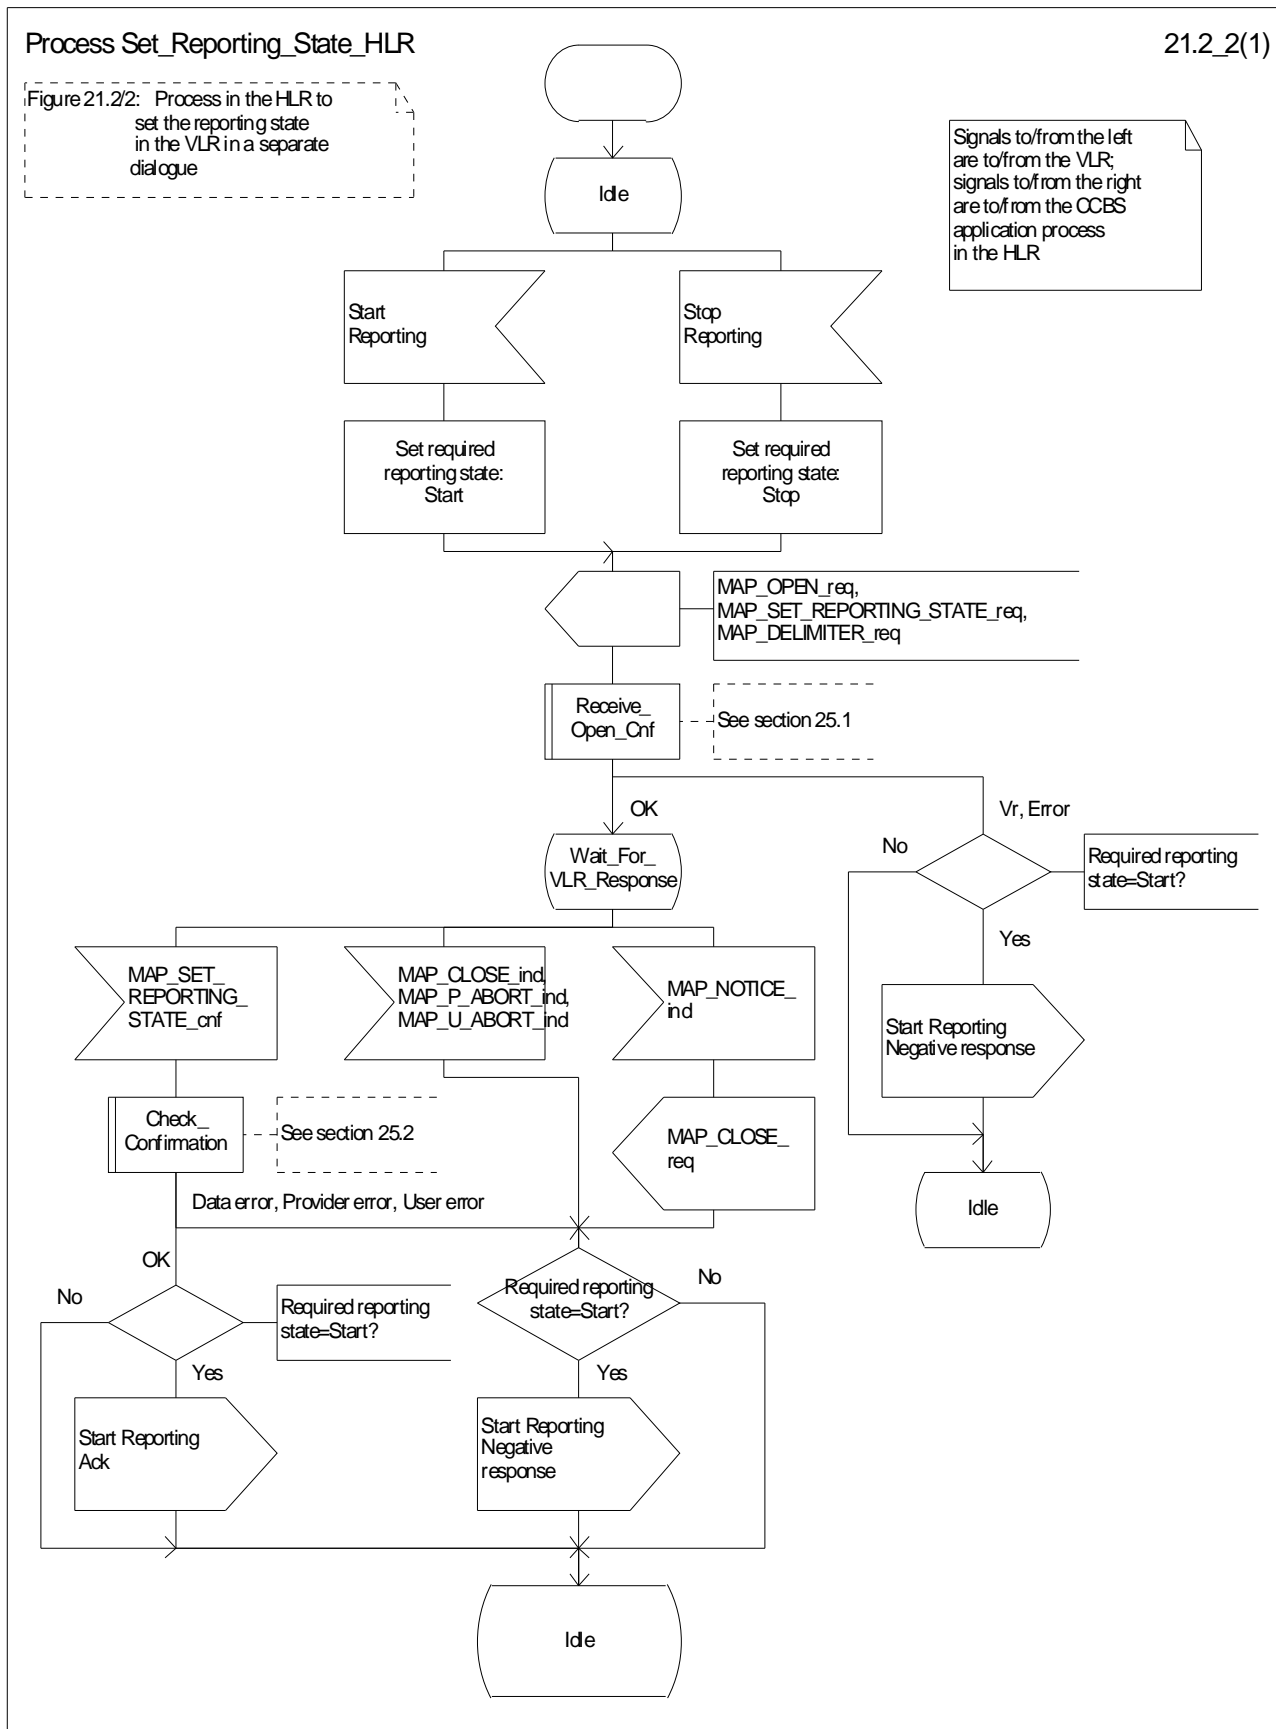 Process Set_Reporting_State_HLR
21.2_2(1)
Figure 21.2/2: Process in the HLR to
set the reporting state
in the VLR in a separate
dialogue
Signals to/from the left
are to/from the VLR;
signals to/from the right
are to/from the CCBS
application process
in the HLR
Idle
Start
Reporting
Stop
Reporting
Set required
reporting state:
Start
Set required
reporting state:
Stop
MAP_OPEN_req,
MAP_SET_REPORTING_STATE_req,
MAP_DELIMITER_req
Receive_
Open_Cnf
See section 25.1
OK
Vr, Error
Wait_For_
VLR_Response
No
Required reporting
state=Start?
Yes
MAP_SET_
REPORTING_
STATE_cnf
MAP_CLOSE_ind,
MAP_P_ABORT_ind,
MAP_U_ABORT_ind
MAP_NOTICE_
ind
Start Reporting
Negative response
Check_
Confirmation
See section 25.2
MAP_CLOSE_
req
Data error, Provider error, User error
Idle
OK
No
Required reporting
state=Start?
Required reporting
state=Start?
No
Yes
Yes
Start Reporting
Ack
Start Reporting
Negative
response
Idle